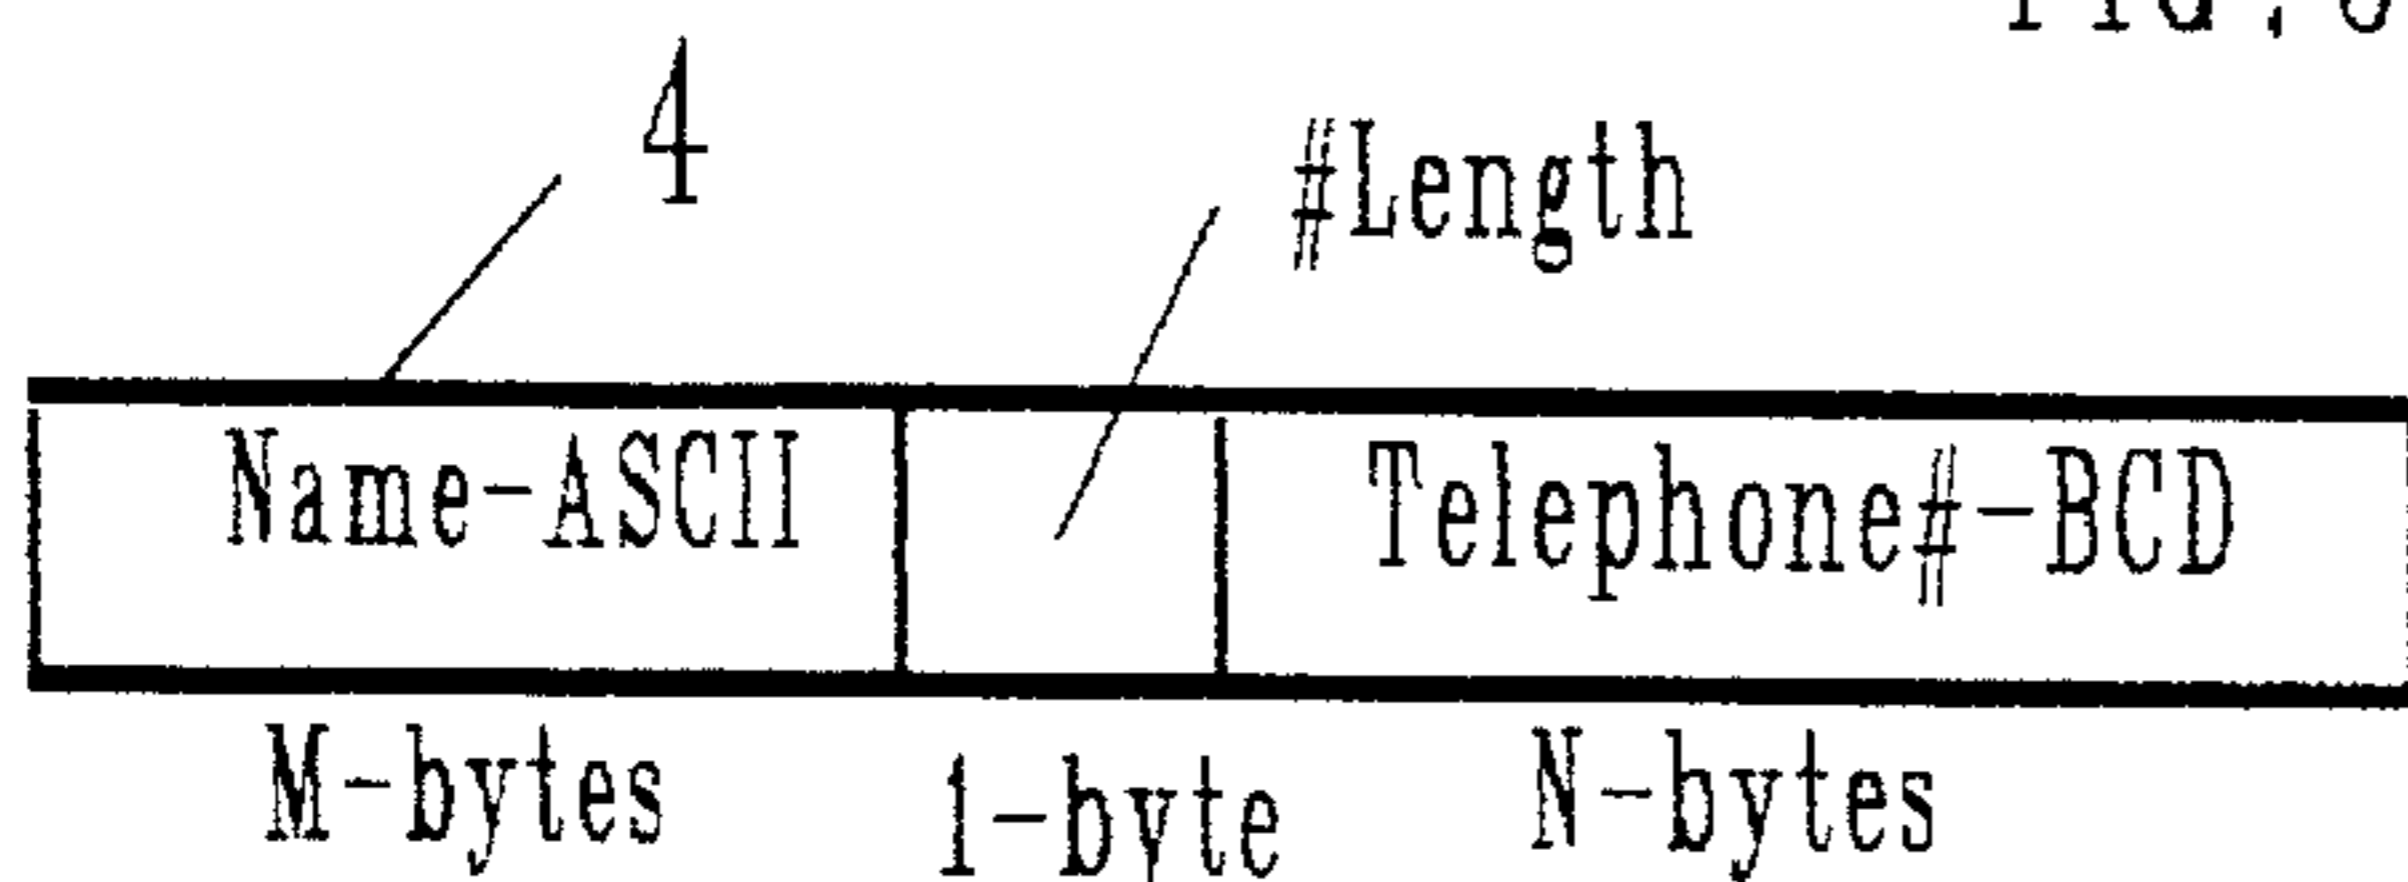 4
#Length
Name-ASCII
Telephone#-BCD
M-bytes
1-byte
N-bytes